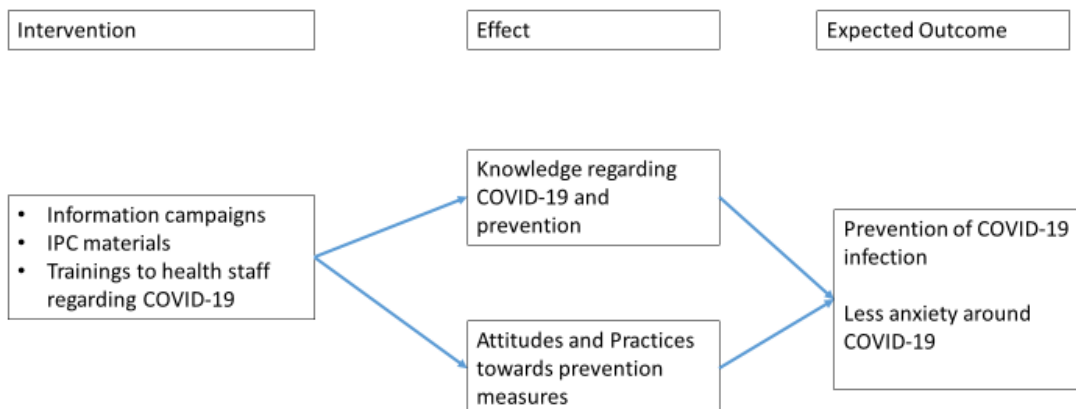 Intervention
Effect
Expected Outcome
• Information campaigns
• IPC materials
• Trainings to health staff
regarding COVID-19
Knowledge regarding
COVID-19 and
prevention
Attitudes and Practices
towards prevention
measures
Prevention of COVID-19
infection
Less anxiety around
COVID-19